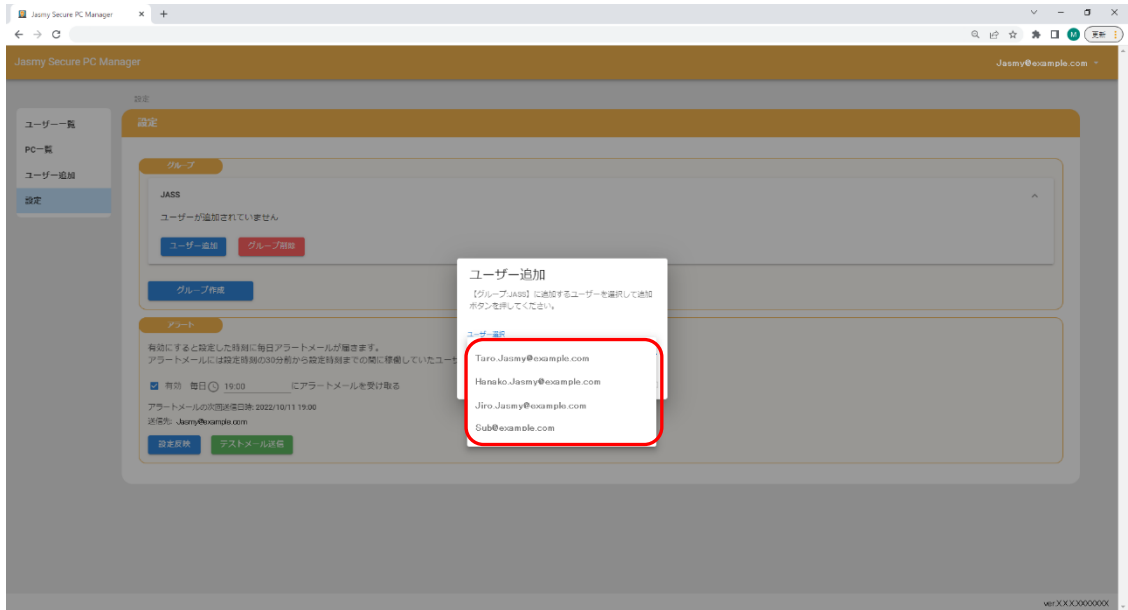 Jasmy Secure PC Manager
更新
Jasmy Secure PC Manager
Jasmy@example.com
設定
ユーザー一覧
設定
PC一覧
ユーザー追加
設定
グループ
JASS
ユーザーが追加されていません
ユーザー追加
グループ削除
グループ作成
ユーザー追加
【グループ:JASS】に追加するユーザーを選択して追加
ボタンを押してください。
ユーザー選択
Taro.Jasmy@example.com
Hanako.Jasmy@example.com
Jiro.Jasmy@example.com
Sub@example.com
アラート
有効にすると設定した時刻に毎日アラートメールが届きます。
アラートメールには設定時刻の30分前から設定時刻までの間に稼働していたユーセ
有効 毎日 19:00 にアラートメールを受け取る
アラートメールの次回送信日時: 2022/10/11 19:00
送信先: Jasmy@example.com
設定反映
テストメール送信
ver.X.X.XXXXXXXX